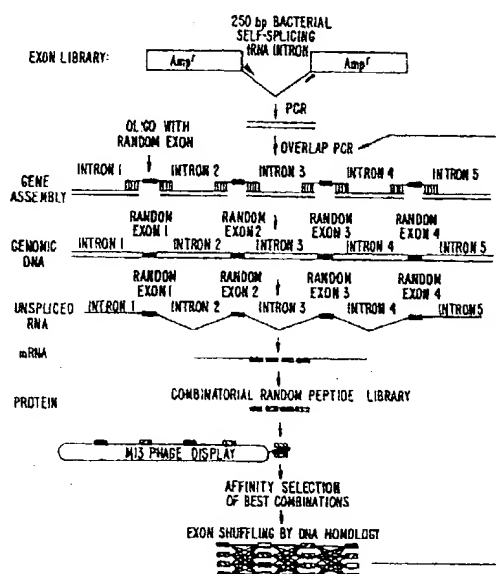 250 bp BACTERIAL
SELF-SPLICING
tRNA INTRON
EXON LIBRARY:
Ampʳ
Ampʳ
PCR
OLIGO WITH
RANDOM EXON
OVERLAP PCR
INTRON 1
INTRON 2
INTRON 3
INTRON 4
INTRON 5
GENE
ASSEMBLY
RANDOM
EXON 1
RANDOM
EXON 2
RANDOM
EXON 3
RANDOM
EXON 4
GENOMIC
DNA
INTRON 1
INTRON 2
INTRON 3
INTRON 4
INTRON 5
RANDOM
EXON 1
RANDOM
EXON 2
RANDOM
EXON 3
RANDOM
EXON 4
UNSPLICED
RNA
INTRON 1
INTRON 2
INTRON 3
INTRON 4
INTRON 5
mRNA
PROTEIN
COMBINATORIAL RANDOM PEPTIDE LIBRARY
M13 PHAGE DISPLAY
AFFINITY SELECTION
OF BEST COMBINATIONS
EXON SHUFFLING BY DNA HOMOLOGY